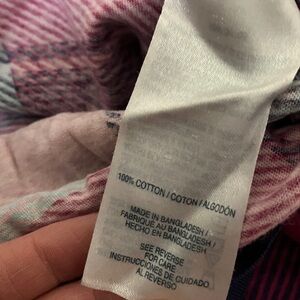 100% COTTON / COTON / ALGODÓN
MADE IN BANGLADESH /
FABRIQUÉ AU BANGLADESH /
HECHO EN BANGLADESH
SEE REVERSE
FOR CARE
INSTRUCCIONES DE CUIDADO
AL REVERSO